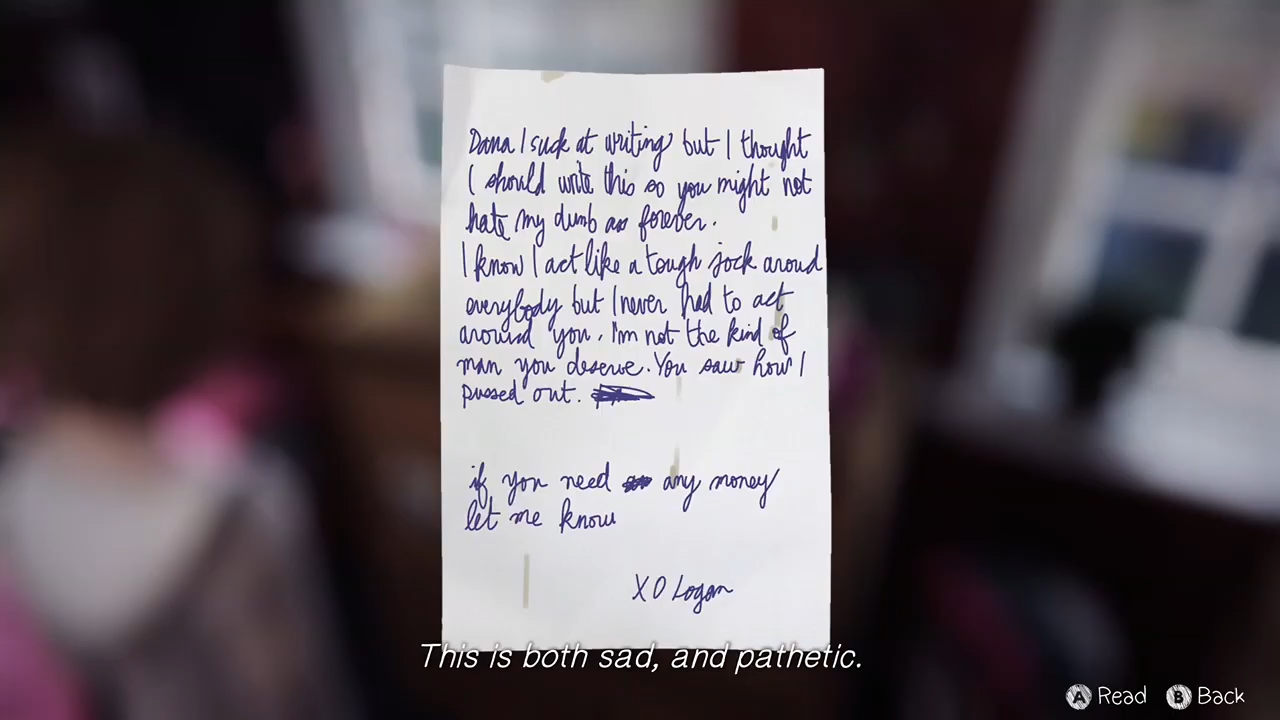 Dana I suck at writing but I thought
I should write this so you might not
hate my dumb ass forever.
I know I act like a tough jock aroud
everybody but I never had to act
around you. I'm not the kind of
man you deserve. You saw how I
pussed out.
if you need any money
let me know
XO Logan
This is both sad, and pathetic.
A Read B Back